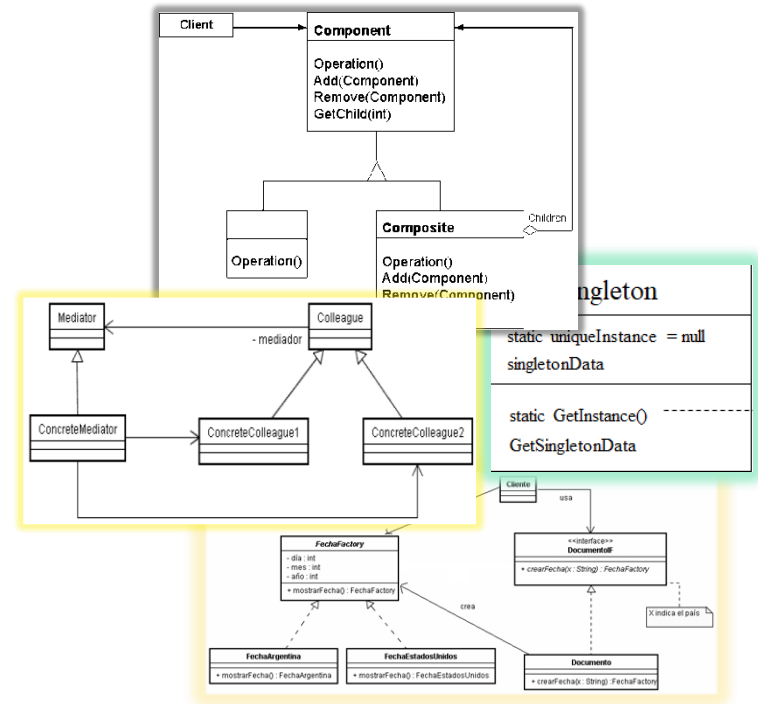 Client
Component
Operation()
Add(Component)
Remove(Component)
GetChild(int)
Children
Operation()
Composite
Operation()
Add(Component)
Remove(Component)
Mediator
Colleague
- mediador
ConcreteMediator
ConcreteColleague1
ConcreteColleague2
ngleton
static uniqueInstance = null
singletonData
static GetInstance()
GetSingletonData
Cliente
usa
FechaFactory
- día : int
- mes : int
- año : int
+ mostrarFecha() : FechaFactory
<<interface>>
DocumentoIF
+ crearFecha(x : String) : FechaFactory
X indica el país
crea
FechaArgentina
+ mostrarFecha() : FechaArgentina
FechaEstadosUnidos
+ mostrarFecha() : FechaEstadosUnidos
Documento
+ crearFecha(x : String) : FechaFactory